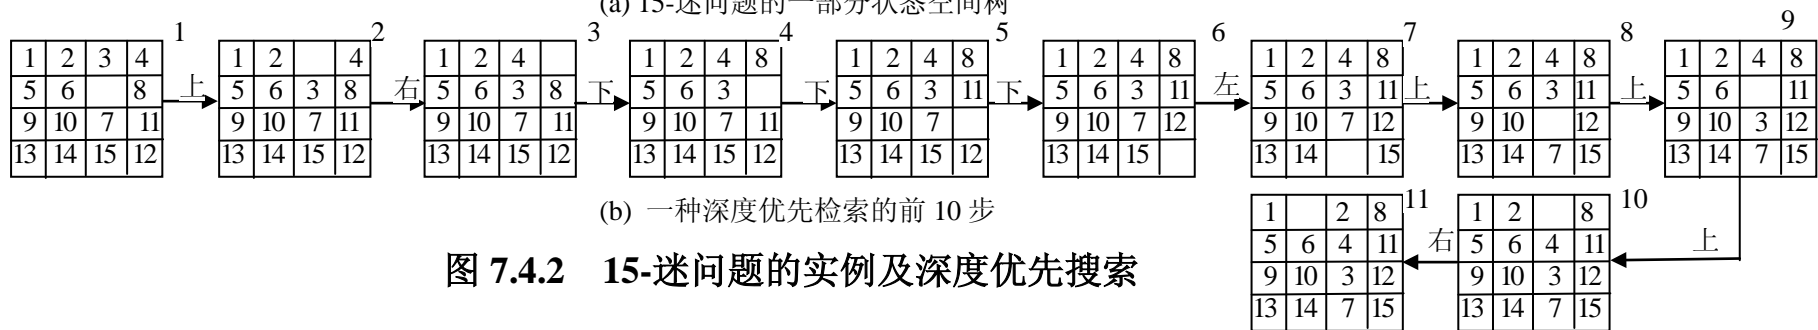 (a) 15-迷问题的一部分状态空间树
1 2 3 4 5 6 7 8 9
1 2 3 4 1 2 4 1 2 4 1 2 4 8 1 2 4 8 1 2 4 8 1 2 4 8 1 2 4 8 1 2 4 8
5 6 8 上 5 6 3 8 右 5 6 3 8 下 5 6 3 下 5 6 3 11 下 5 6 3 11 左 5 6 3 11 上 5 6 3 11 上 5 6 11
9 10 7 11 9 10 7 11 9 10 7 11 9 10 7 11 9 10 7 9 10 7 12 9 10 7 12 9 10 12 9 10 3 12
13 14 15 12 13 14 15 12 13 14 15 12 13 14 15 12 13 14 15 12 13 14 15 13 14 15 13 14 7 15 13 14 7 15
(b) 一种深度优先检索的前 10 步
11 10
1 2 8 1 2 8
5 6 4 11 右 5 6 4 11 上
9 10 3 12 9 10 3 12
13 14 7 15 13 14 7 15
图 7.4.2 15-迷问题的实例及深度优先搜索